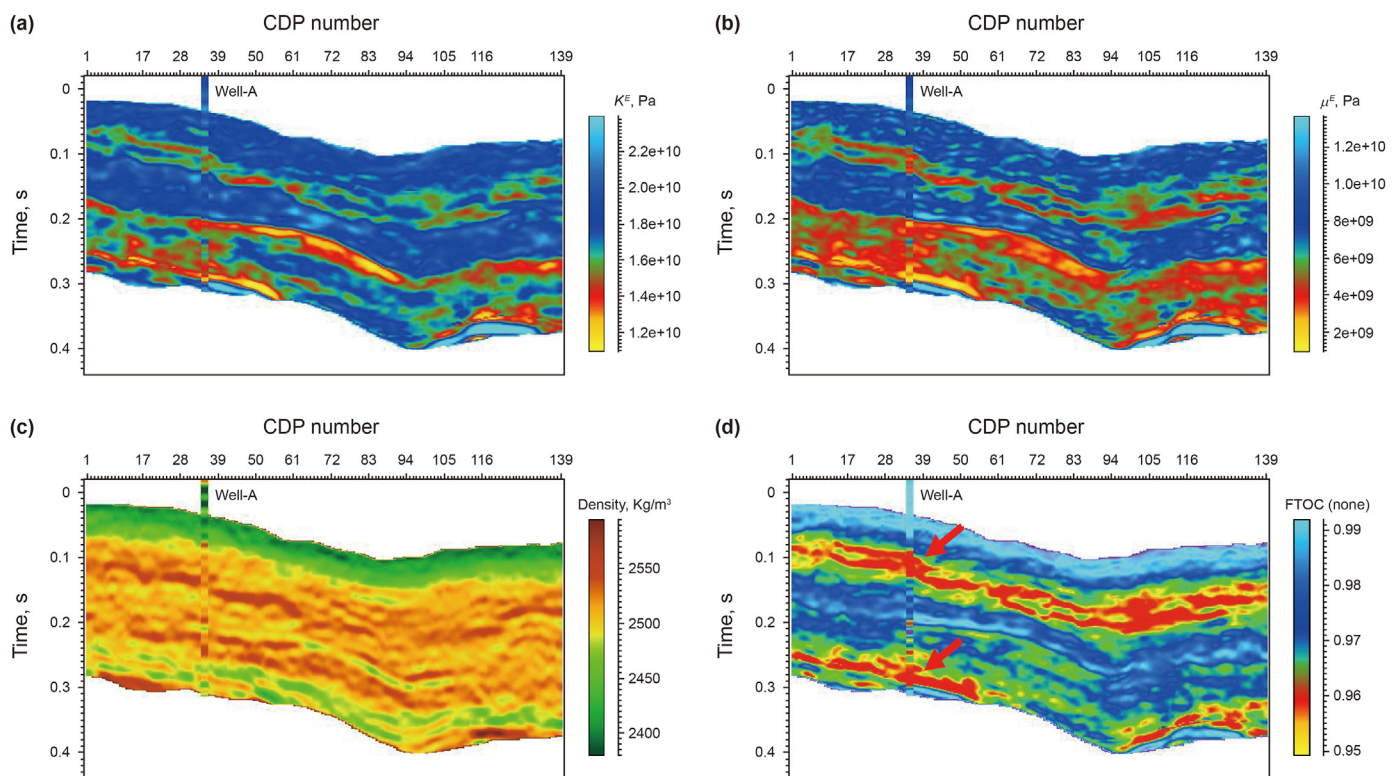 (a)
CDP number
1 17 28 39 50 61 72 83 94 105 116 139
Well-A
Time, s
0
0.1
0.2
0.3
0.4
K^E, Pa
2.2e+10
2.0e+10
1.8e+10
1.6e+10
1.4e+10
1.2e+10
(b)
CDP number
1 17 28 39 50 61 72 83 94 105 116 139
Well-A
Time, s
0
0.1
0.2
0.3
0.4
μ^E, Pa
1.2e+10
1.0e+10
8e+09
6e+09
4e+09
2e+09
(c)
CDP number
1 17 28 39 50 61 72 83 94 105 116 139
Well-A
Time, s
0
0.1
0.2
0.3
0.4
Density, Kg/m³
2550
2500
2450
2400
(d)
CDP number
1 17 28 39 50 61 72 83 94 105 116 139
Well-A
Time, s
0
0.1
0.2
0.3
0.4
FTOC (none)
0.99
0.98
0.97
0.96
0.95